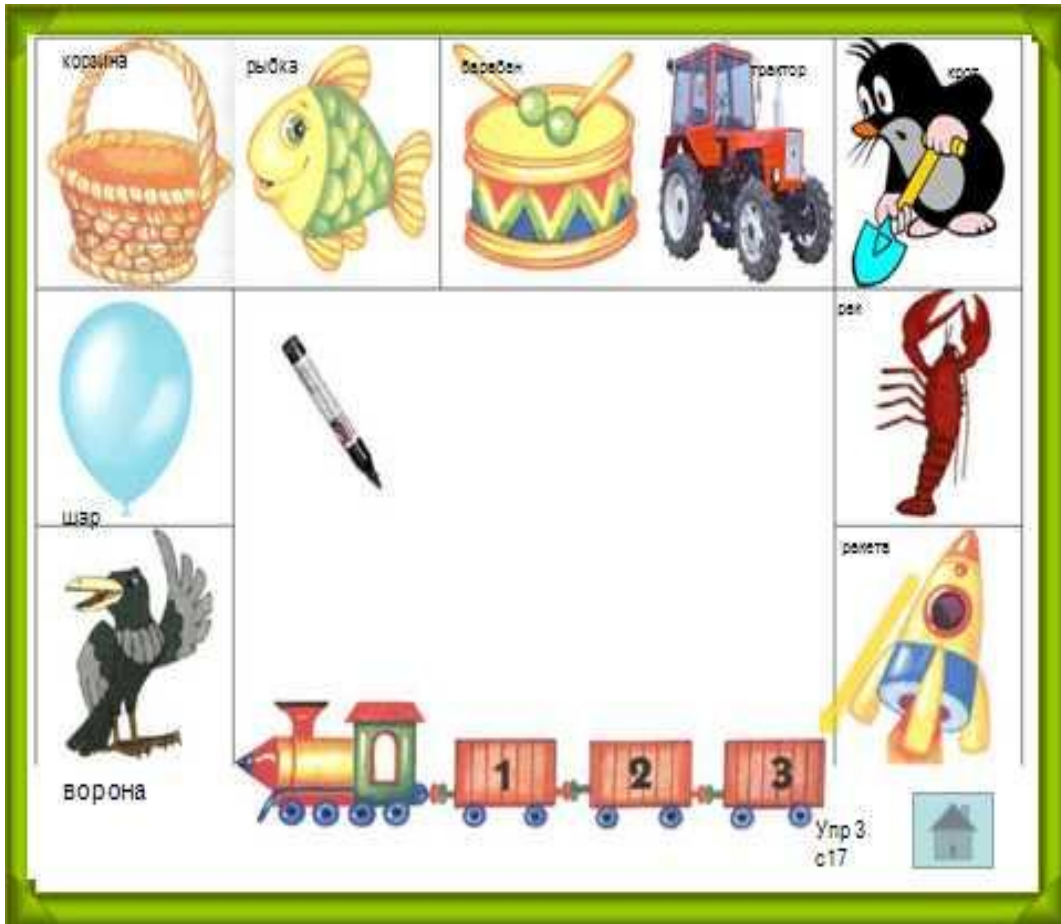 корзина
рыбка
барабан
трактор
крот
шар
рак
ракета
ворона
1
2
3
Упр 3
с17